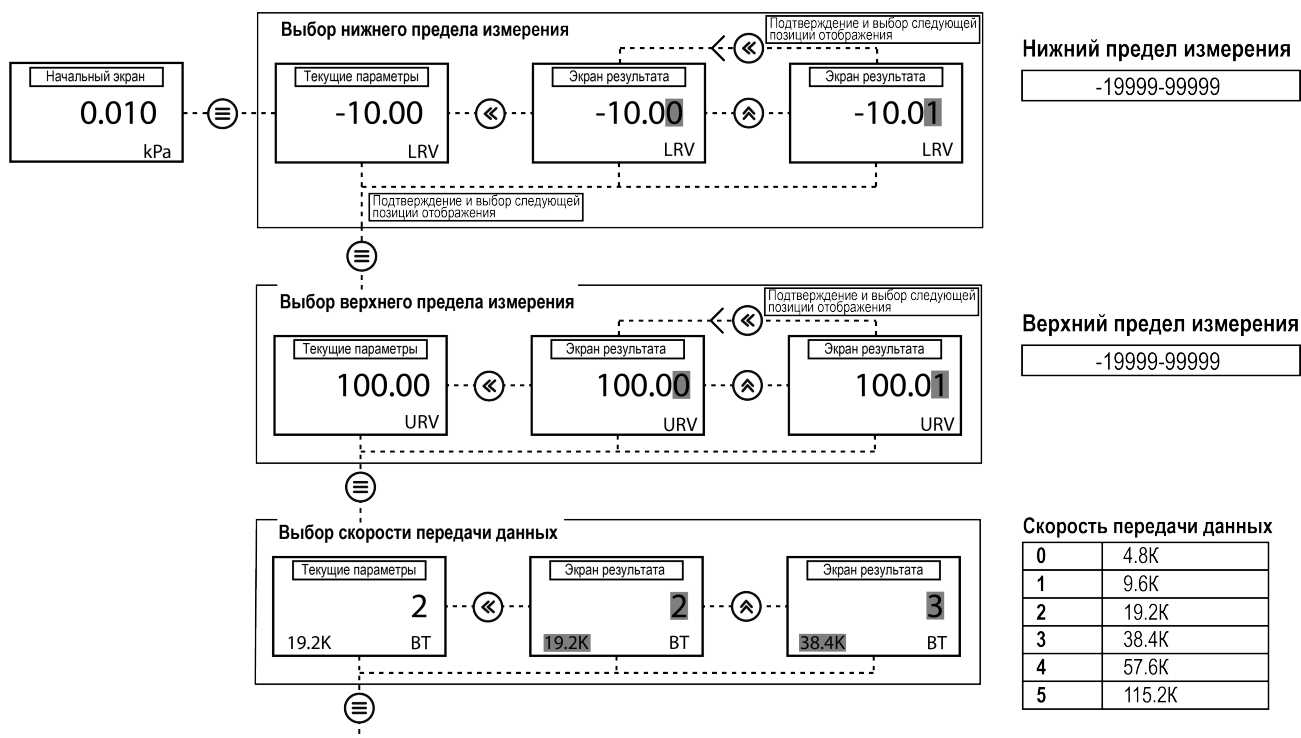 Начальный экран
0.010
kPa
Выбор нижнего предела измерения
Подтверждение и выбор следующей
позиции отображения
Текущие параметры
-10.00
LRV
Экран результата
-10.00
LRV
Экран результата
-10.01
LRV
Подтверждение и выбор следующей
позиции отображения
Нижний предел измерения
-19999-99999
Выбор верхнего предела измерения
Подтверждение и выбор следующей
позиции отображения
Текущие параметры
100.00
URV
Экран результата
100.00
URV
Экран результата
100.01
URV
Верхний предел измерения
-19999-99999
Выбор скорости передачи данных
Текущие параметры
2
19.2K BT
Экран результата
2
19.2K BT
Экран результата
3
38.4K BT
Скорость передачи данных
0 4.8K
1 9.6K
2 19.2K
3 38.4K
4 57.6K
5 115.2K